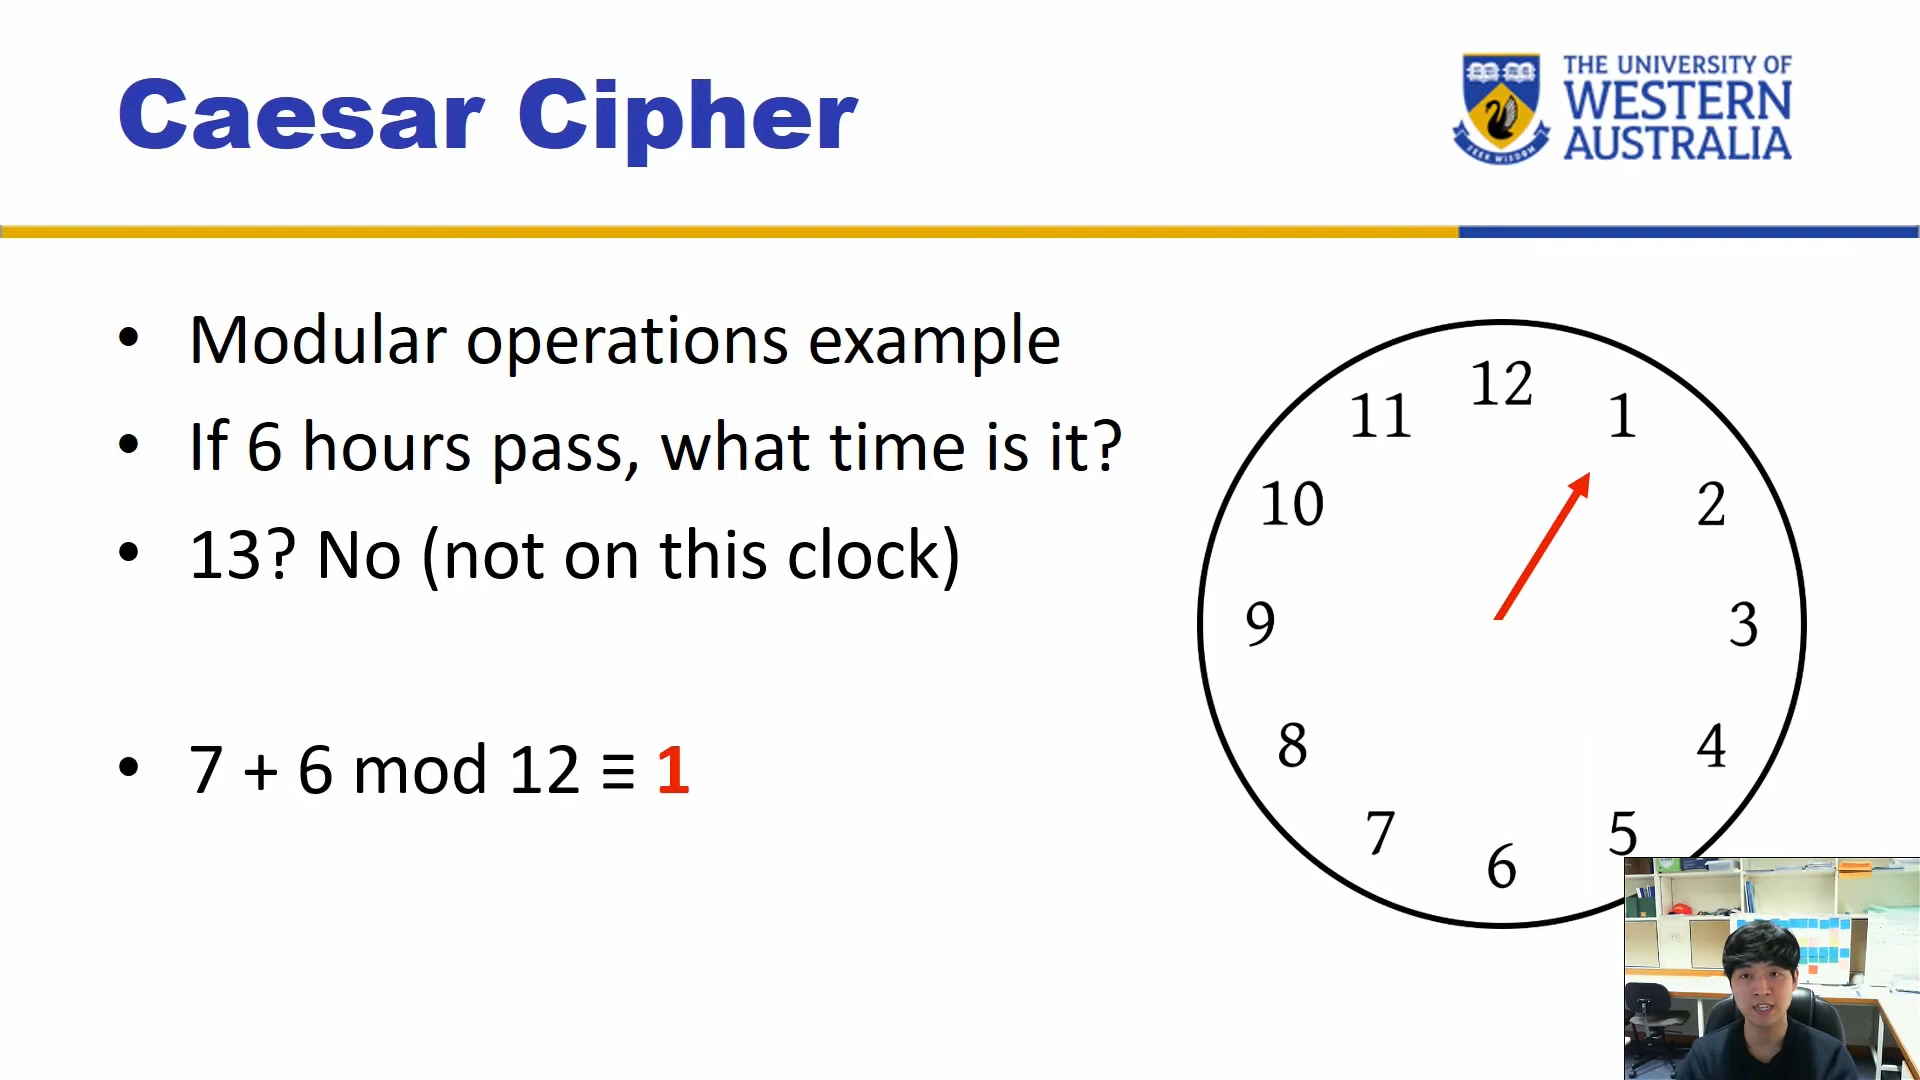 Caesar Cipher
THE UNIVERSITY OF
WESTERN
AUSTRALIA
SEEK WISDOM
• Modular operations example
• If 6 hours pass, what time is it?
• 13? No (not on this clock)
• 7 + 6 mod 12 ≡ 1
12
11
1
10
2
9
3
8
4
7
5
6